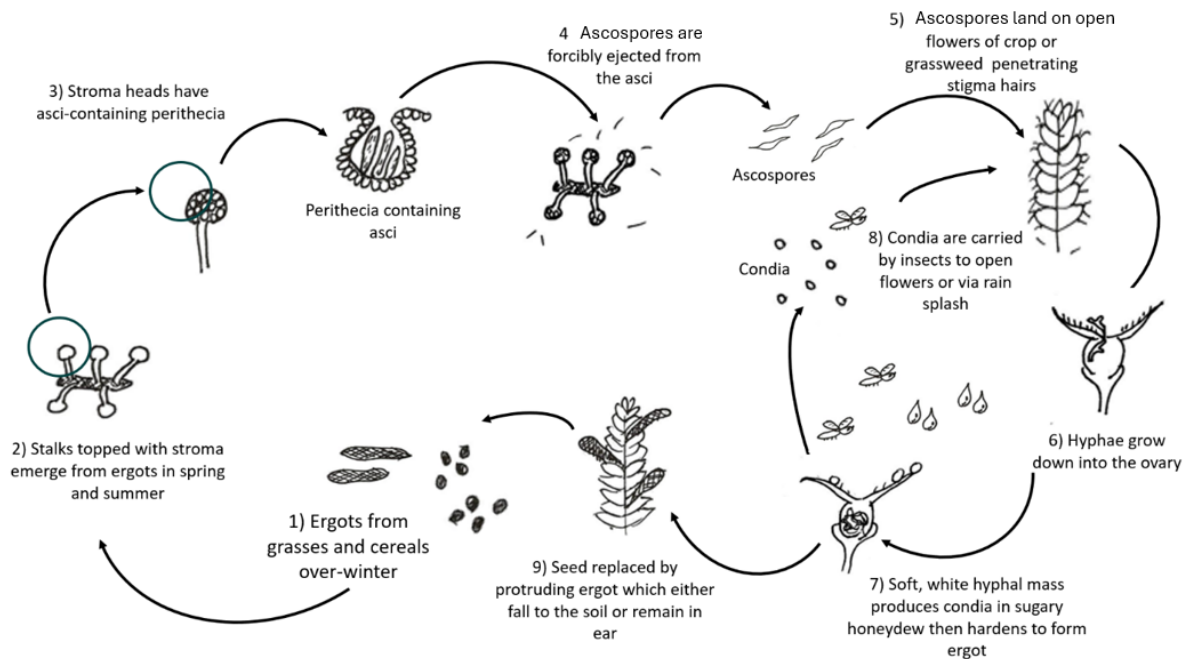 1) Ergots from
grasses and cereals
over-winter
2) Stalks topped with stroma
emerge from ergots in spring
and summer
3) Stroma heads have
asci-containing perithecia
Perithecia containing
asci
4 Ascospores are
forcibly ejected from
the asci
Ascospores
5) Ascospores land on open
flowers of crop or
grassweed penetrating
stigma hairs
6) Hyphae grow
down into the ovary
7) Soft, white hyphal mass
produces condia in sugary
honeydew then hardens to form
ergot
Condia
8) Condia are carried
by insects to open
flowers or via rain
splash
9) Seed replaced by
protruding ergot which either
fall to the soil or remain in
ear